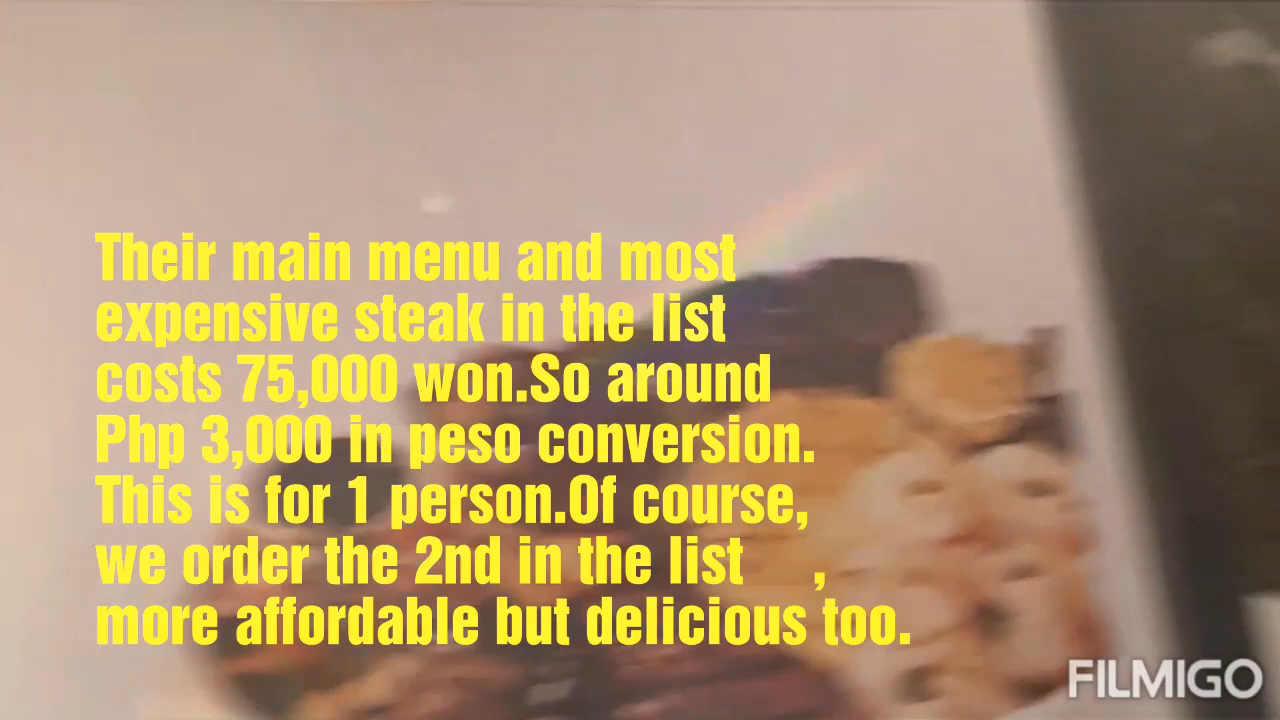 Their main menu and most
expensive steak in the list
costs 75,000 won.So around
Php 3,000 in peso conversion.
This is for 1 person.Of course,
we order the 2nd in the list ,
more affordable but delicious too.
FILMIGO